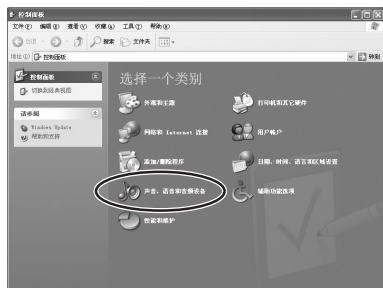 控制面板
文件(F) 编辑(E) 查看(V) 收藏(A) 工具(T) 帮助(H)
后退 搜索 文件夹
地址(D) 控制面板 转到
控制面板
切换到经典视图
请参阅
Windows Update
帮助和支持
选择一个类别
外观和主题
打印机和其它硬件
网络和 Internet 连接
用户帐户
添加/删除程序
日期、时间、语言和区域设置
声音、语音和音频设备
辅助功能选项
性能和维护